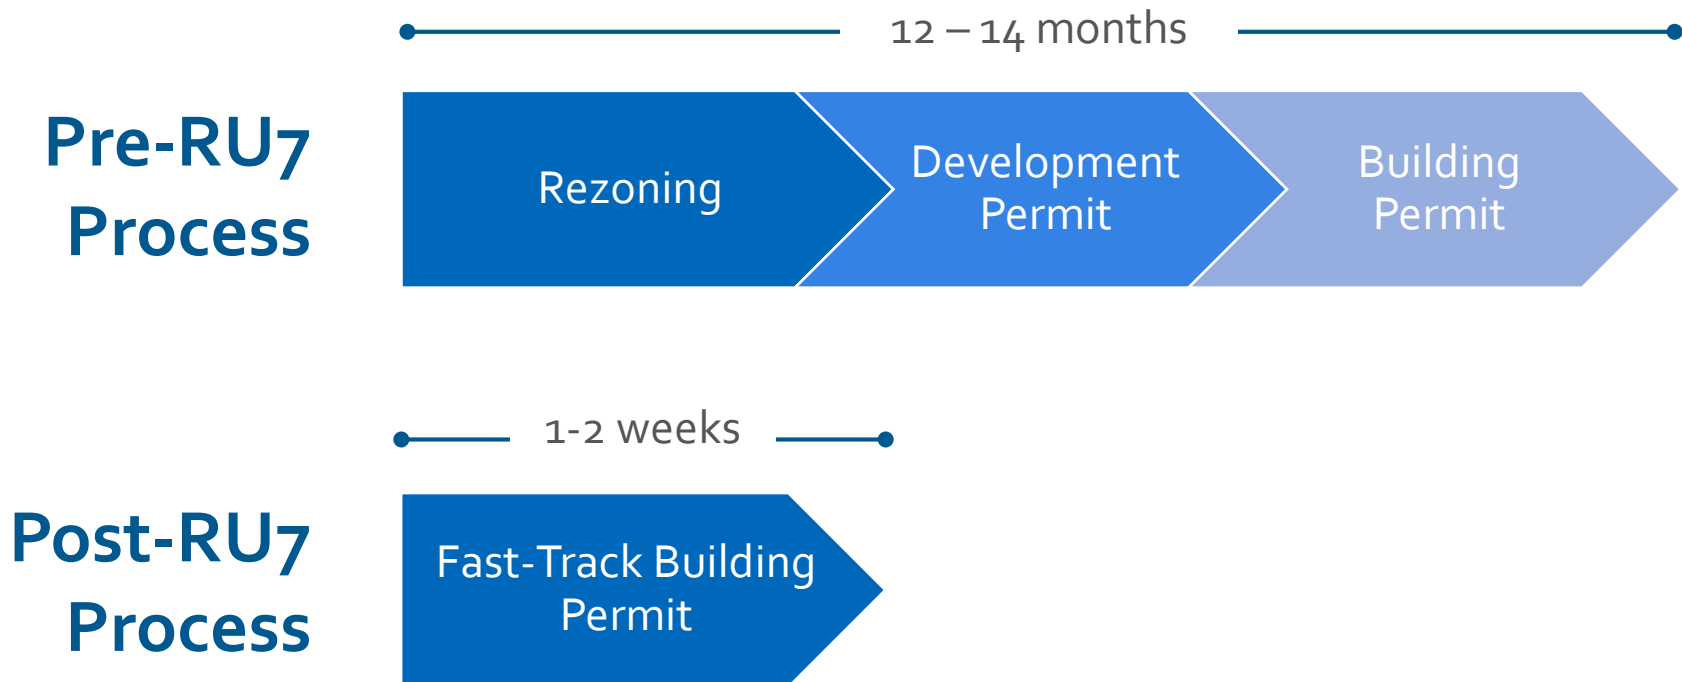 12 – 14 months
Pre-RU7
Process
Rezoning
Development
Permit
Building
Permit
1-2 weeks
Post-RU7
Process
Fast-Track Building
Permit